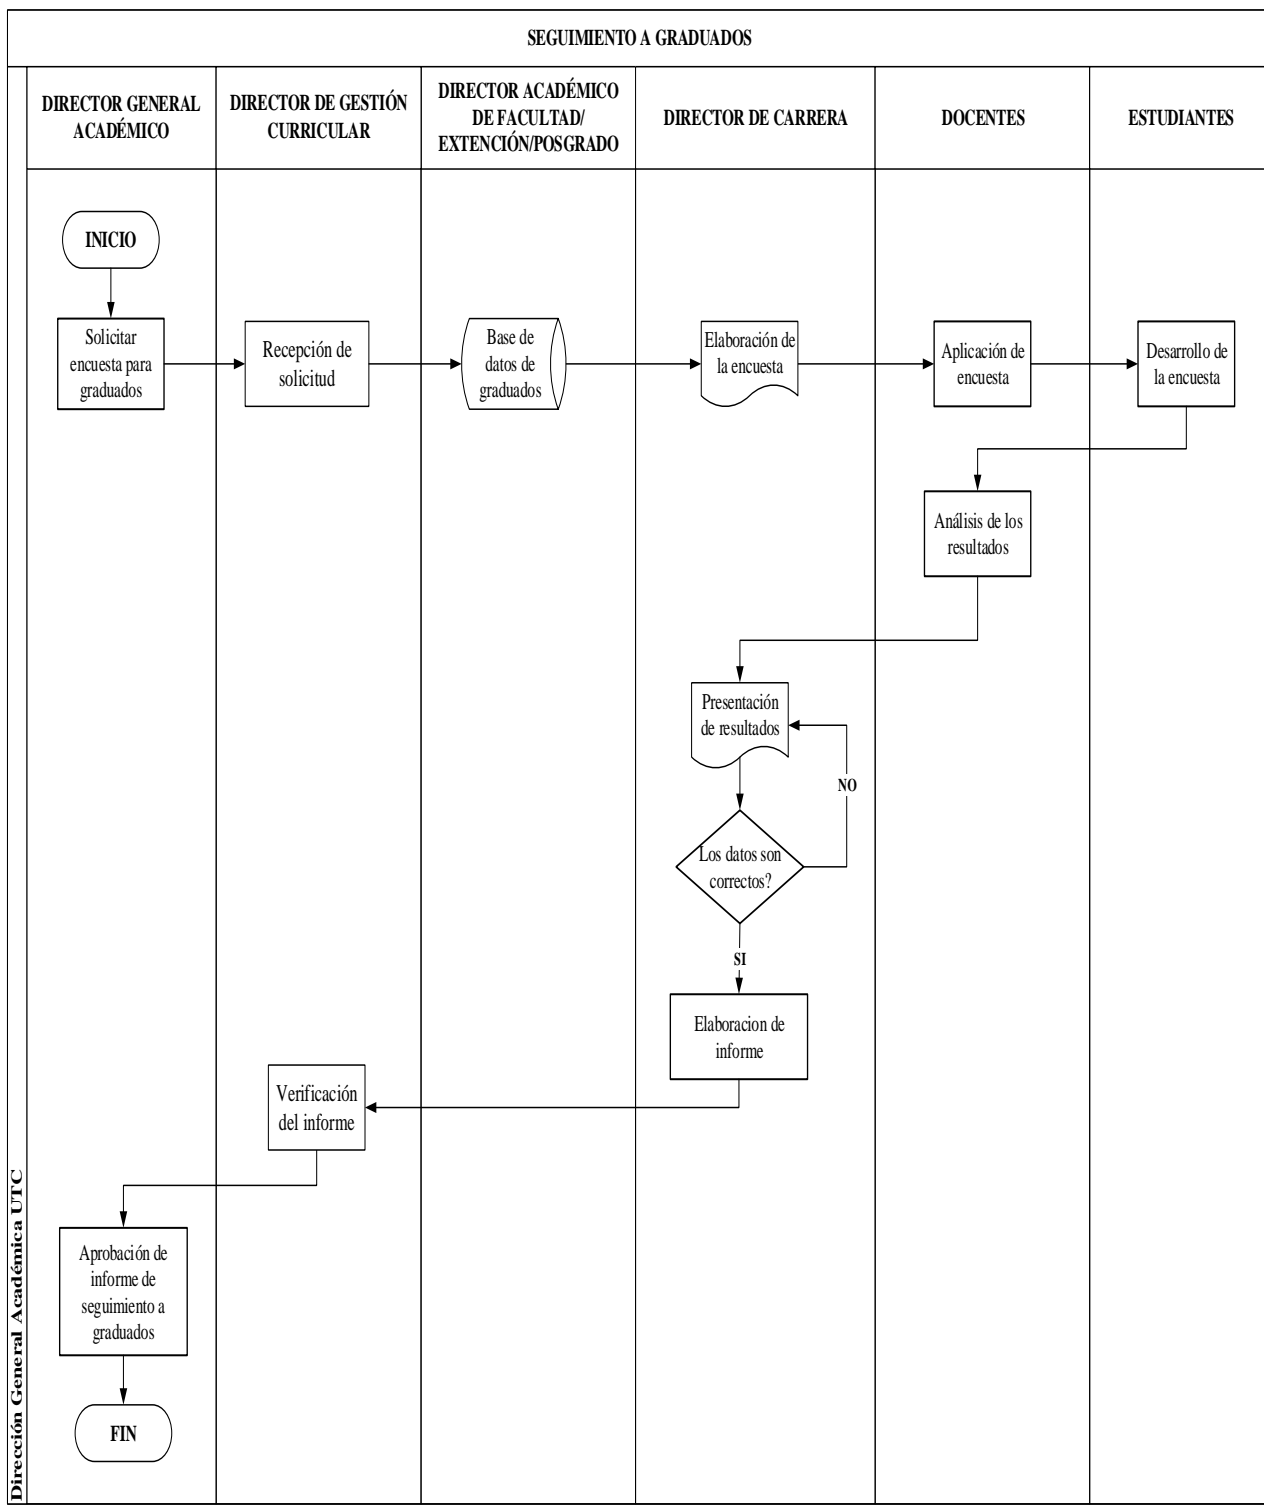 SEGUIMIENTO A GRADUADOS
DIRECTOR GENERAL
ACADÉMICO
DIRECTOR DE GESTIÓN
CURRICULAR
DIRECTOR ACADÉMICO
DE FACULTAD/
EXTENCIÓN/POSGRADO
DIRECTOR DE CARRERA
DOCENTES
ESTUDIANTES
INICIO
Solicitar
encuesta para
graduados
Recepción de
solicitud
Base de
datos de
graduados
Elaboración de
la encuesta
Aplicación de
encuesta
Desarrollo de
la encuesta
Análisis de los
resultados
Presentación
de resultados
NO
Los datos son
correctos?
SI
Elaboracion de
informe
Verificación
del informe
Aprobación de
informe de
seguimiento a
graduados
FIN
Dirección General Académica UTC